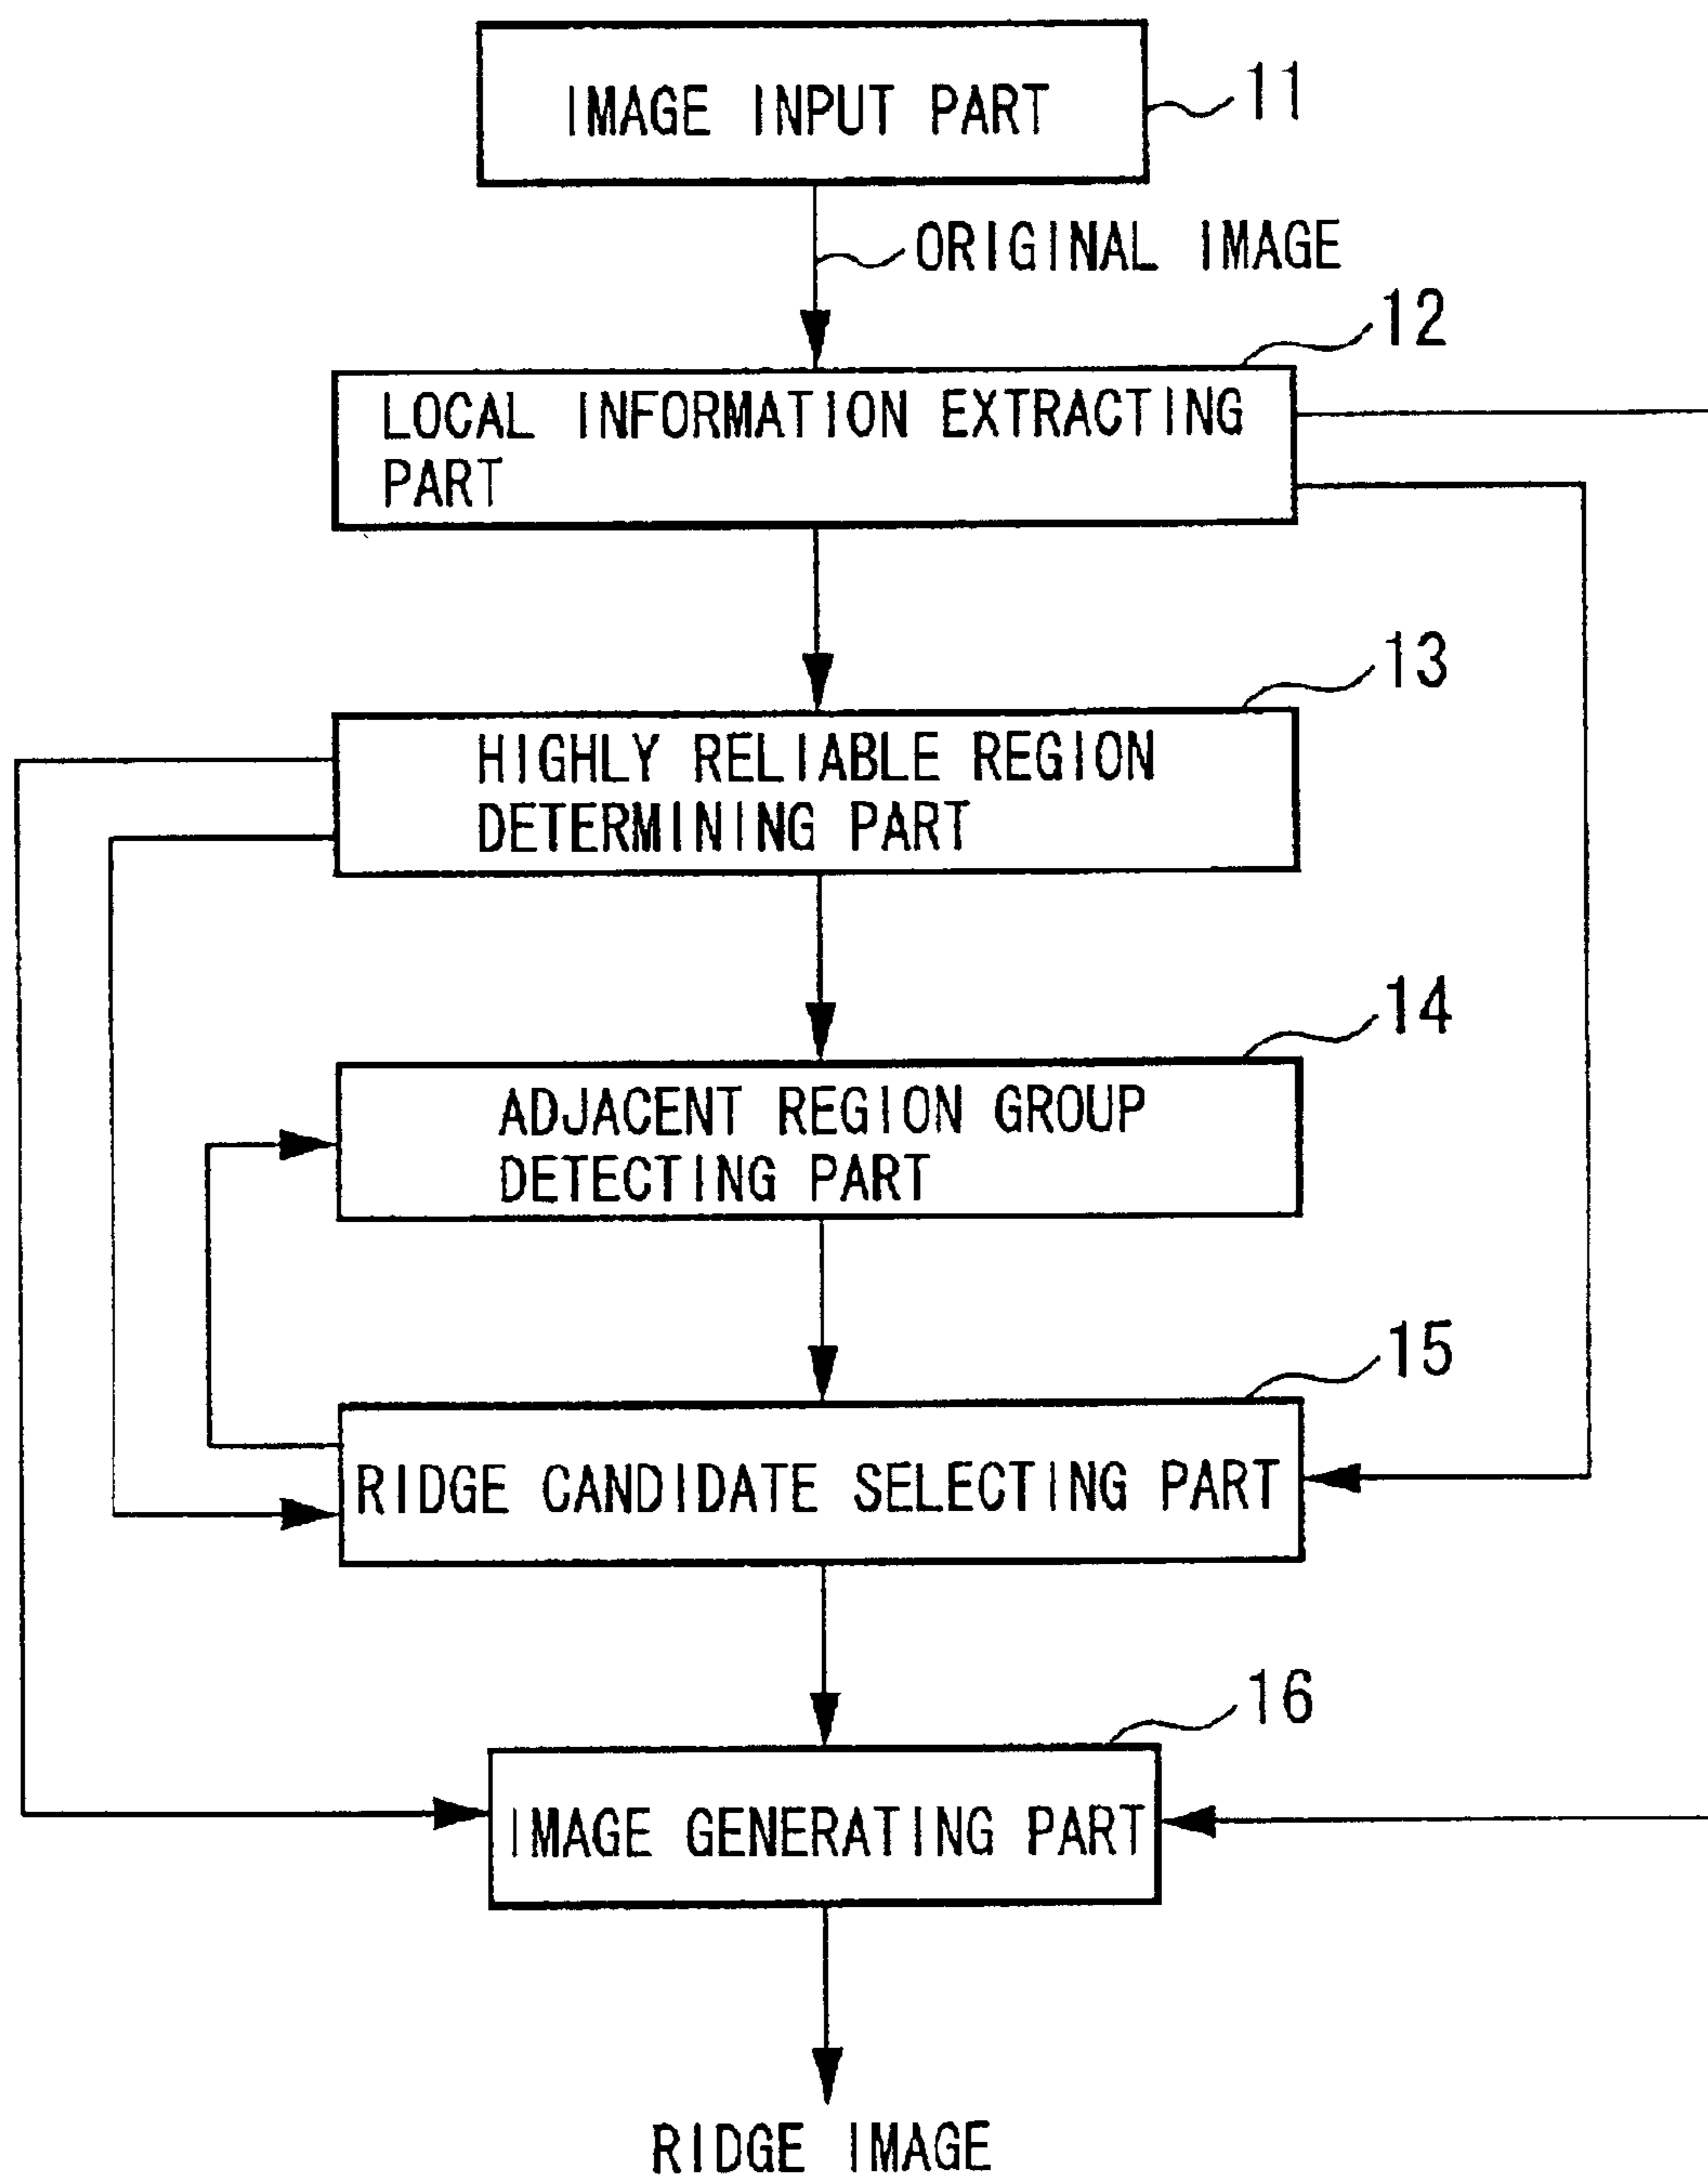 IMAGE INPUT PART
11
ORIGINAL IMAGE
12
LOCAL INFORMATION EXTRACTING
PART
13
HIGHLY RELIABLE REGION
DETERMINING PART
14
ADJACENT REGION GROUP
DETECTING PART
15
RIDGE CANDIDATE SELECTING PART
16
IMAGE GENERATING PART
RIDGE IMAGE